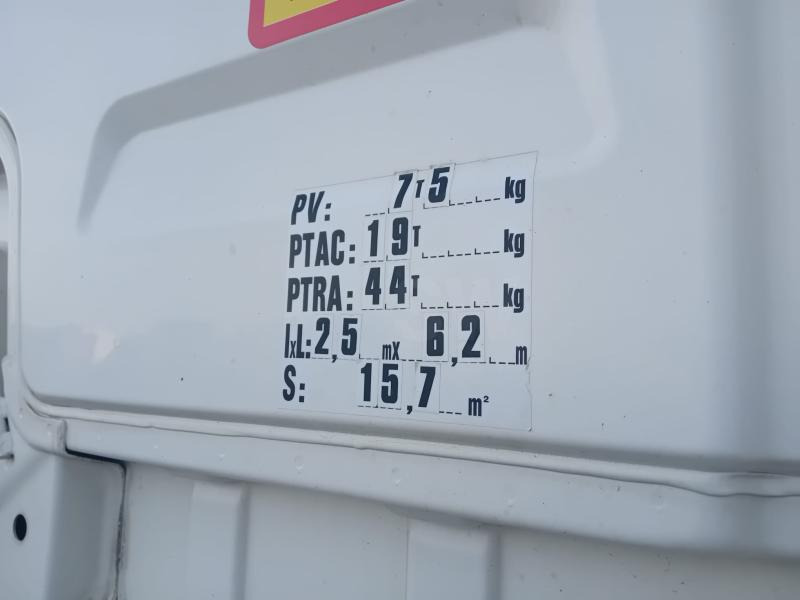 PV: 7T5 kg
PTAC: 19T kg
PTRA: 44T kg
lxL: 2,5 mx 6,2 m
S: 15,7 m²